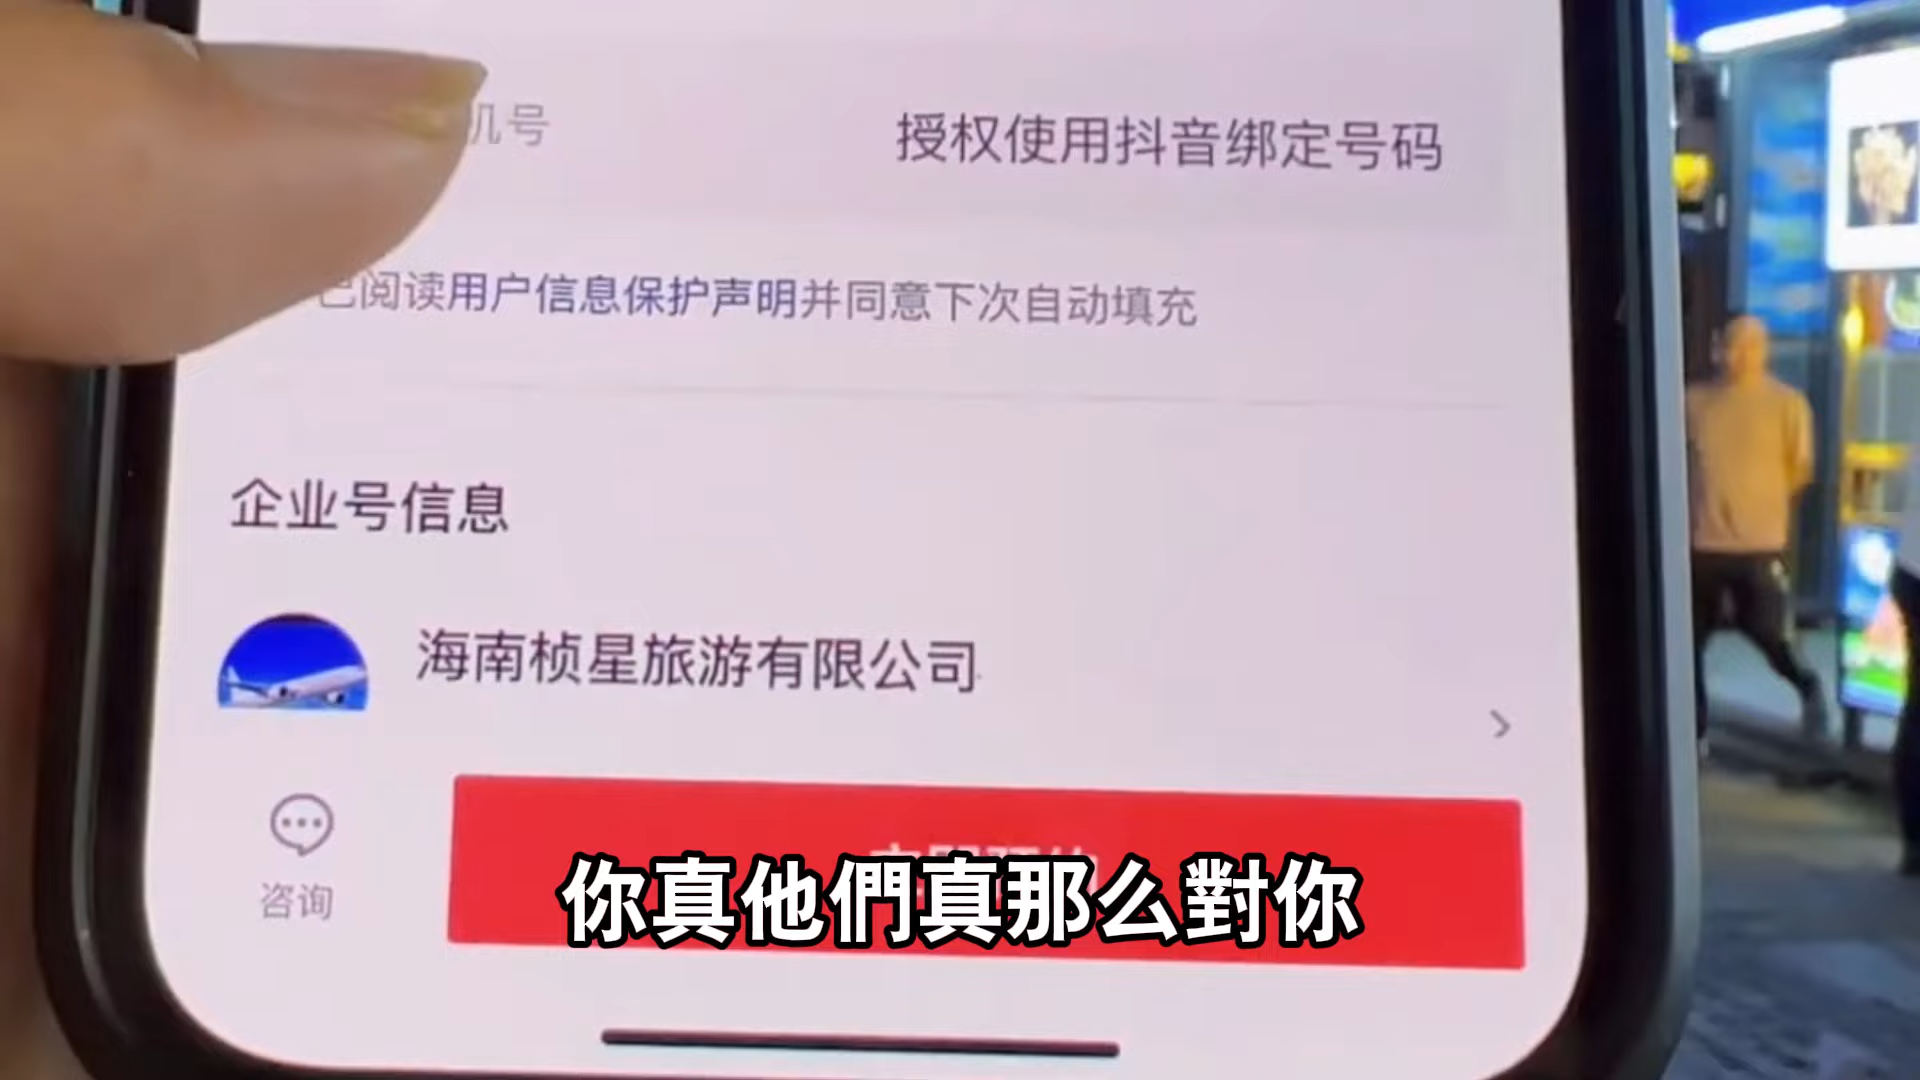 机号
授权使用抖音绑定号码
已阅读用户信息保护声明并同意下次自动填充
企业号信息
海南桢星旅游有限公司
咨询
你真他們真那么對你